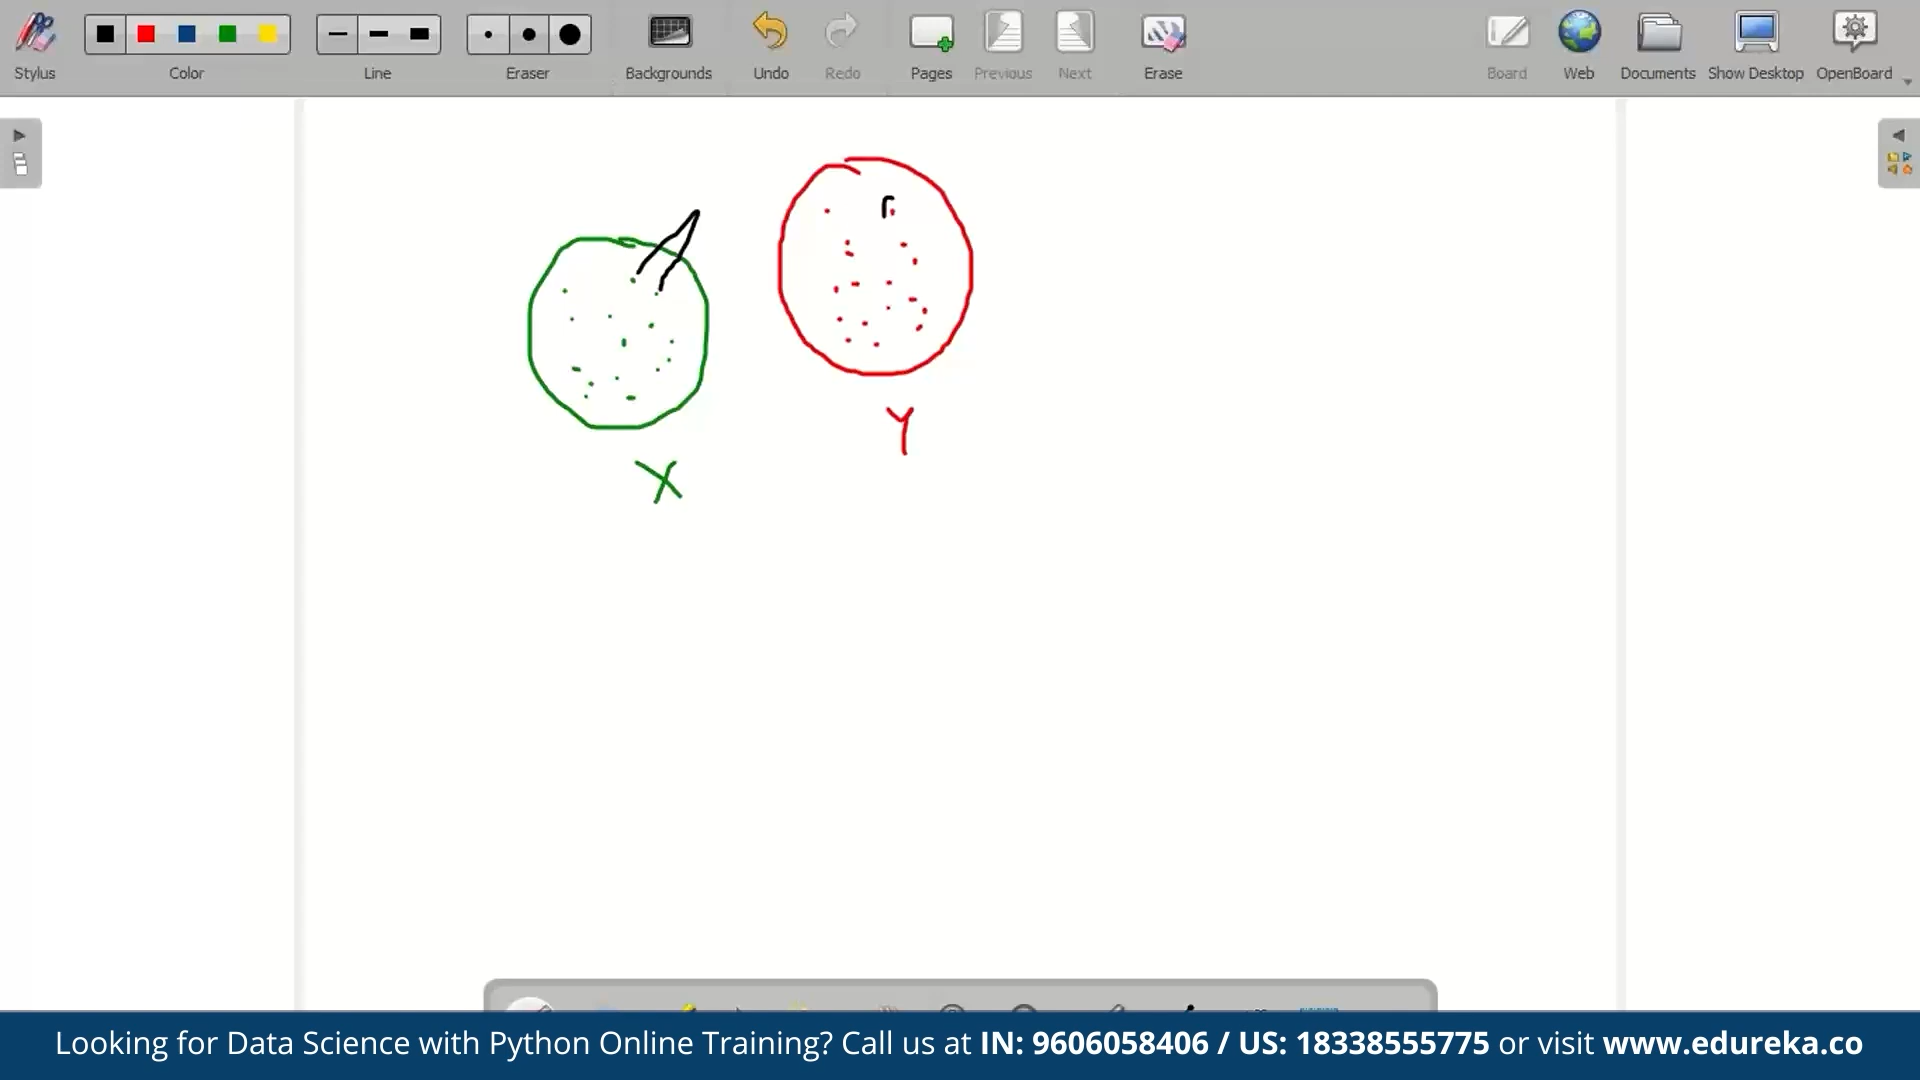 Stylus Color Line Eraser Backgrounds Undo Redo Pages Previous Next Erase Board Web Documents Show Desktop OpenBoard
Y
X
Looking for Data Science with Python Online Training? Call us at IN: 9606058406 / US: 18338555775 or visit www.edureka.co